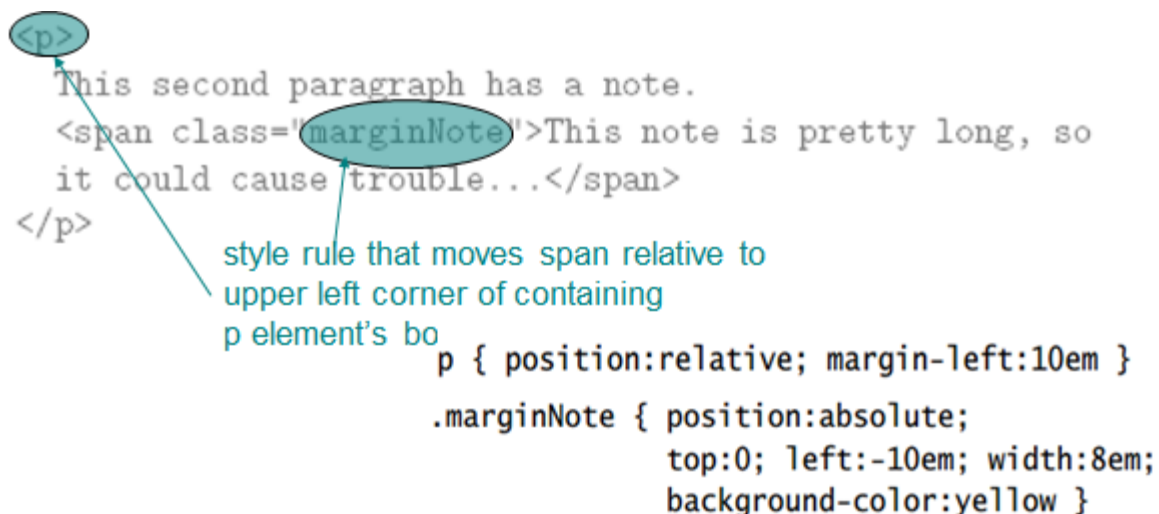 <p>
This second paragraph has a note.
<span class="marginNote">This note is pretty long, so
it could cause trouble...</span>
</p>
style rule that moves span relative to
upper left corner of containing
p element's bo
p { position:relative; margin-left:10em }
.marginNote { position:absolute;
top:0; left:-10em; width:8em;
background-color:yellow }